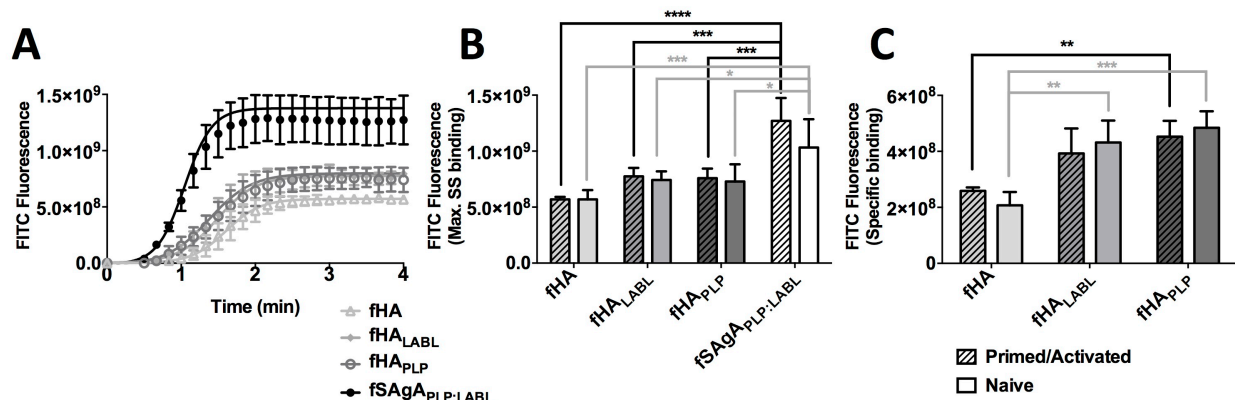 A
FITC Fluorescence
1.5×10⁹
1.0×10⁹
5.0×10⁸
0.0
0 1 2 3 4
Time (min)
fHA
fHA_LABL
fHA_PLP
fSAgA_PLP:LABL
B
FITC Fluorescence
(Max. SS binding)
1.5×10⁹
1.0×10⁹
5.0×10⁸
0.0
****
***
***
***
*
*
fHA
fHA_LABL
fHA_PLP
fSAgA_PLP:LABL
C
FITC Fluorescence
(Specific binding)
6×10⁸
4×10⁸
2×10⁸
0
**
***
**
fHA
fHA_LABL
fHA_PLP
Primed/Activated
Naive